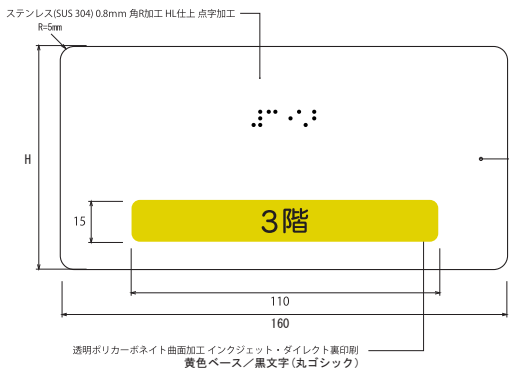 ステンレス(SUS 304) 0.8mm 角R加工 HL仕上 点字加工
R=5mm
H
15
3階
110
160
透明ポリカーボネイト曲面加工 インクジェット・ダイレクト裏印刷
黄色ベース／黒文字(丸ゴシック)